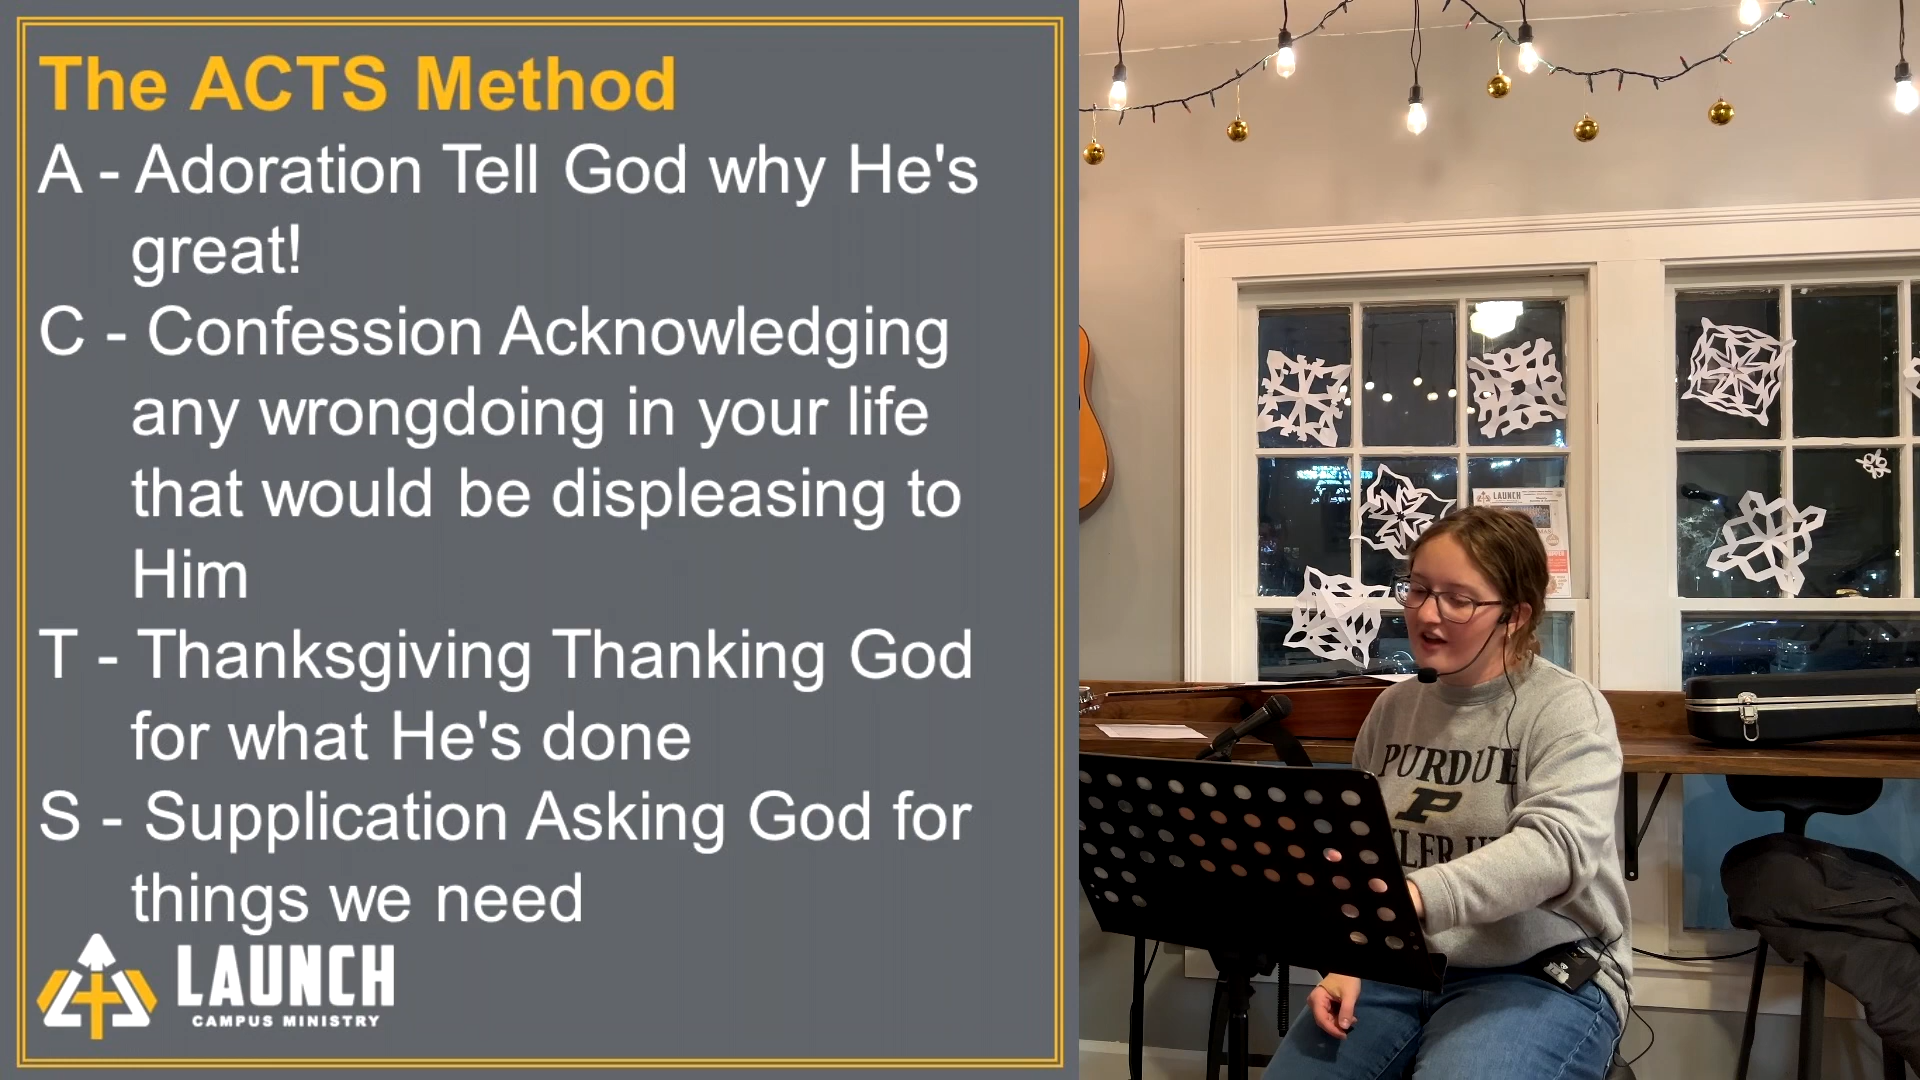 The ACTS Method
A - Adoration Tell God why He's
great!
C - Confession Acknowledging
any wrongdoing in your life
that would be displeasing to
Him
T - Thanksgiving Thanking God
for what He's done
S - Supplication Asking God for
things we need
LAUNCH
CAMPUS MINISTRY
LAUNCH
PURDUE
P